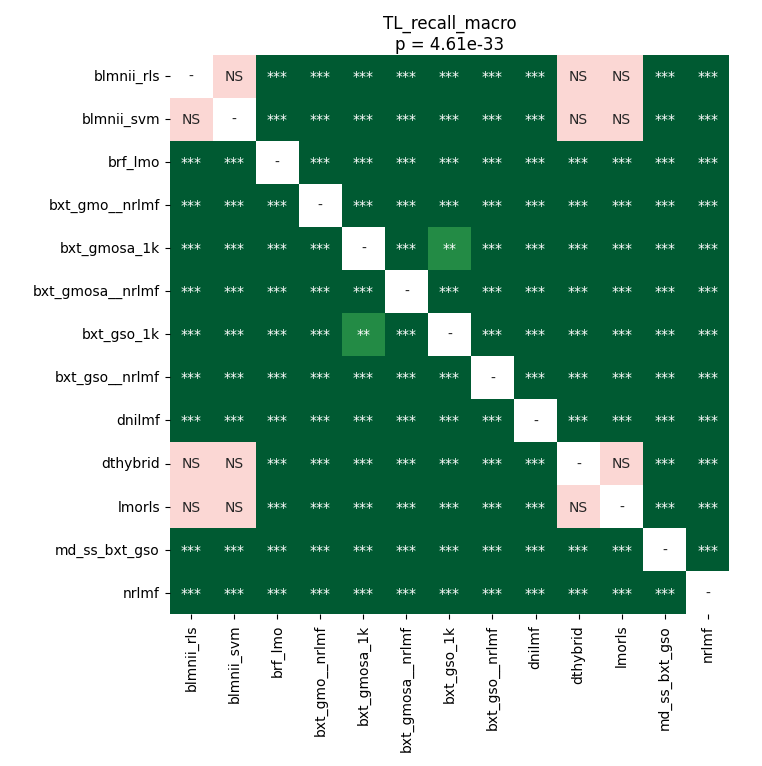 TL_recall_macro
p = 4.61e-33
blmnii_rls - NS *** *** *** *** *** *** *** NS NS *** ***
blmnii_svm NS - *** *** *** *** *** *** *** NS NS *** ***
brf_lmo *** *** - *** *** *** *** *** *** *** *** *** ***
bxt_gmo__nrlmf *** *** *** - *** *** *** *** *** *** *** *** ***
bxt_gmosa_1k *** *** *** *** - *** ** *** *** *** *** *** ***
bxt_gmosa__nrlmf *** *** *** *** *** - *** *** *** *** *** *** ***
bxt_gso_1k *** *** *** *** ** *** - *** *** *** *** *** ***
bxt_gso__nrlmf *** *** *** *** *** *** *** - *** *** *** *** ***
dnilmf *** *** *** *** *** *** *** *** - *** *** *** ***
dthybrid NS NS *** *** *** *** *** *** *** - NS *** ***
lmorls NS NS *** *** *** *** *** *** *** NS - *** ***
md_ss_bxt_gso *** *** *** *** *** *** *** *** *** *** *** - ***
nrlmf *** *** *** *** *** *** *** *** *** *** *** *** -
blmnii_rls
blmnii_svm
brf_lmo
bxt_gmo__nrlmf
bxt_gmosa_1k
bxt_gmosa__nrlmf
bxt_gso_1k
bxt_gso__nrlmf
dnilmf
dthybrid
lmorls
md_ss_bxt_gso
nrlmf